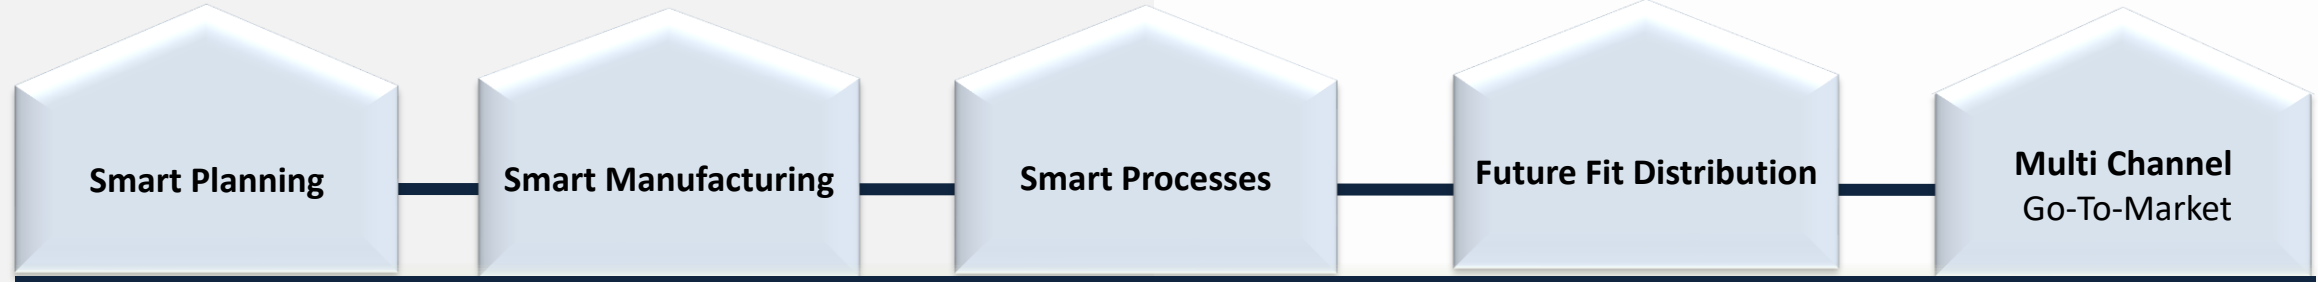 Smart Planning
Smart Manufacturing
Smart Processes
Future Fit Distribution
Multi Channel
Go-To-Market